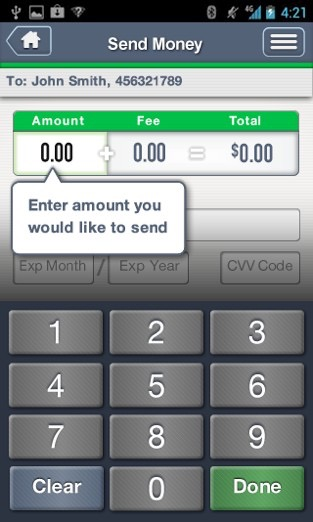 4G
4:21
Send Money
To: John Smith, 456321789
Amount Fee Total
0.00 + 0.00 = $0.00
Enter amount you
would like to send
Exp Month / Exp Year CVV Code
1 2 3
4 5 6
7 8 9
Clear 0 Done